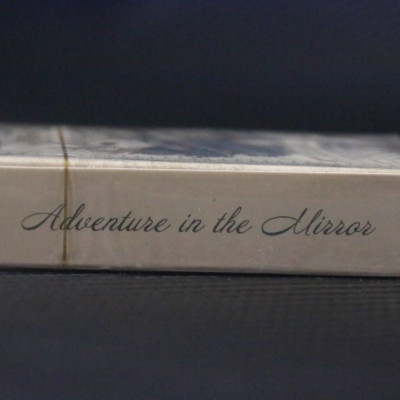 Adventure in the Mirror